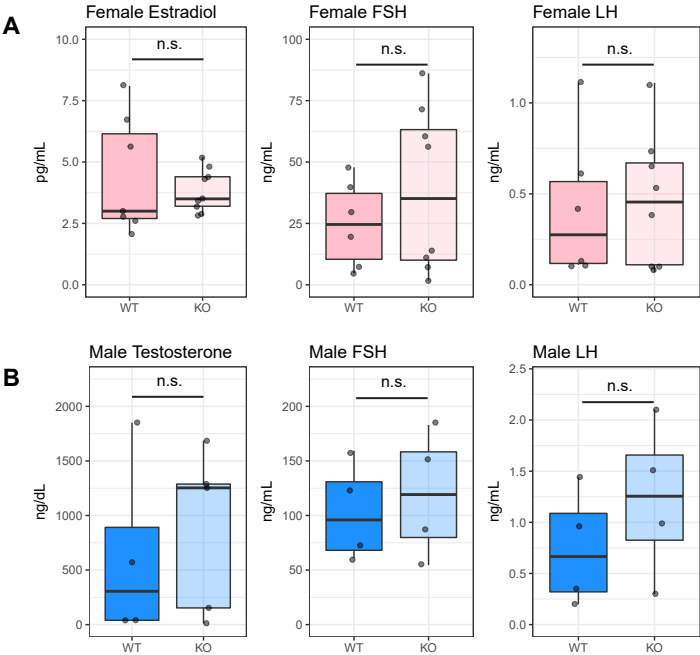 A
Female Estradiol
n.s.
pg/mL
10.0
7.5
5.0
2.5
0.0
WT KO
Female FSH
n.s.
ng/mL
100
75
50
25
0
WT KO
Female LH
n.s.
ng/mL
1.0
0.5
0.0
WT KO
B
Male Testosterone
n.s.
ng/dL
2000
1500
1000
500
0
WT KO
Male FSH
n.s.
ng/mL
200
150
100
50
0
WT KO
Male LH
n.s.
ng/mL
2.5
2.0
1.5
1.0
0.5
0.0
WT KO